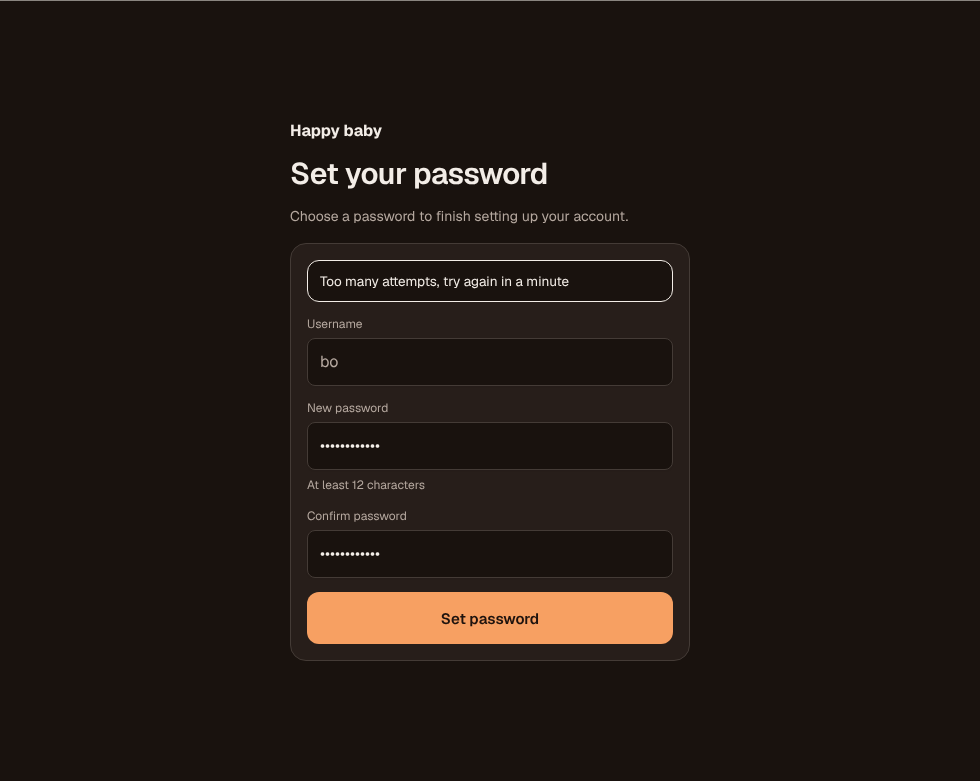 Happy baby
Set your password
Choose a password to finish setting up your account.
Too many attempts, try again in a minute
Username
bo
New password
••••••••••••
At least 12 characters
Confirm password
••••••••••••
Set password